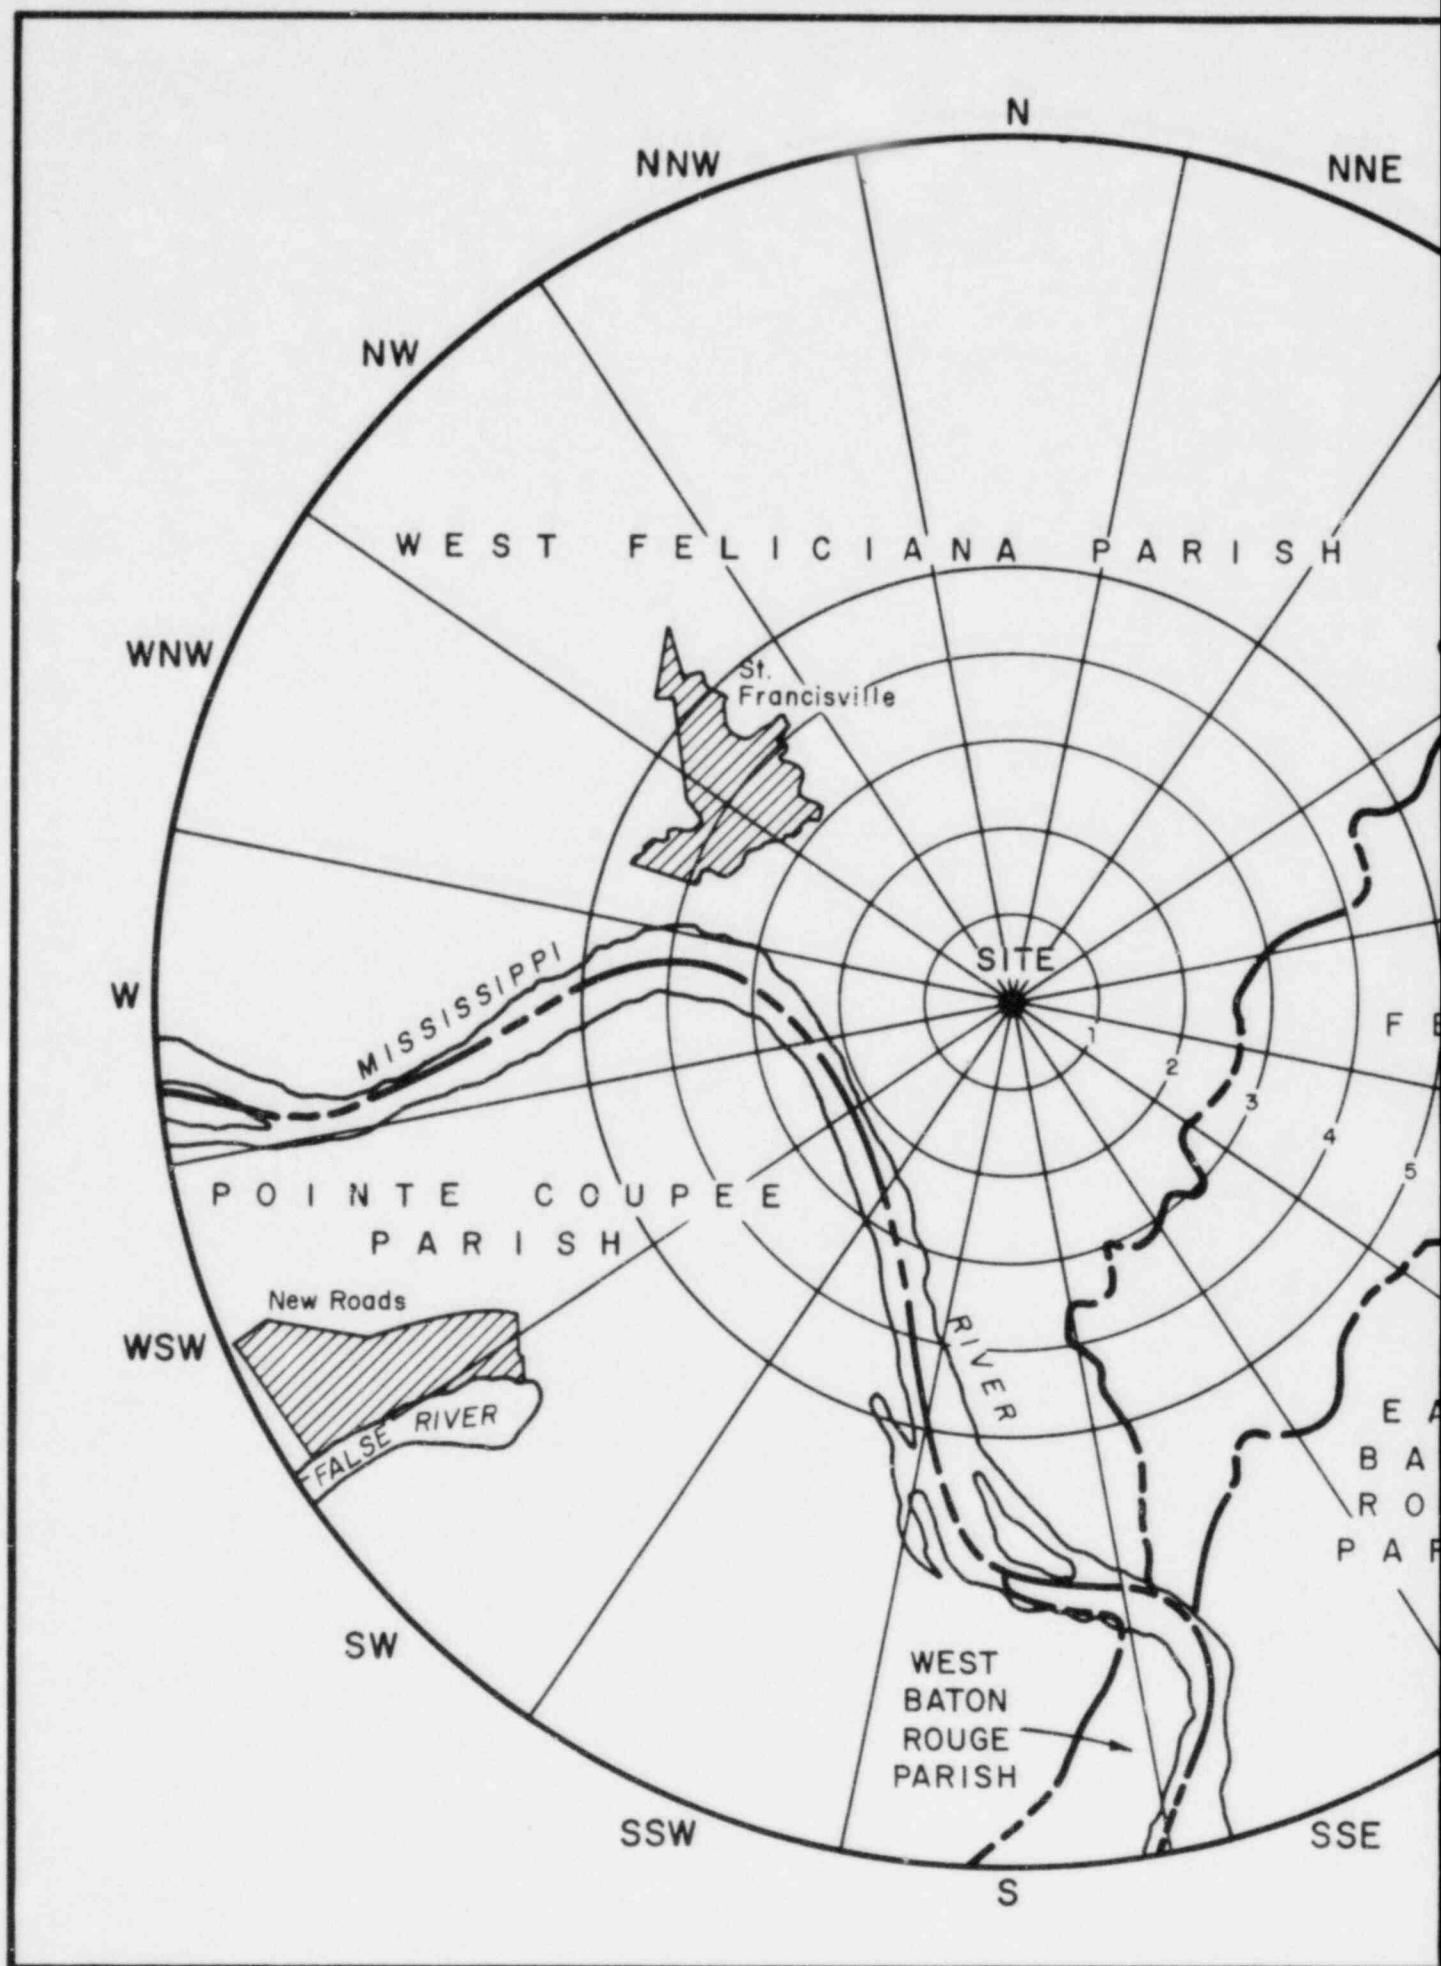 N
NNW
NNE
NW
WEST FELICIANA PARISH
WNW
St.
Francisville
SITE
MISSISSIPPI
W
1
2
3
4
5
F E
POINTE COUPEE
PARISH
New Roads
WSW
RIVER
FALSE RIVER
E A
B A
R O
P A
SW
WEST
BATON
ROUGE
PARISH
SSW
SSE
S